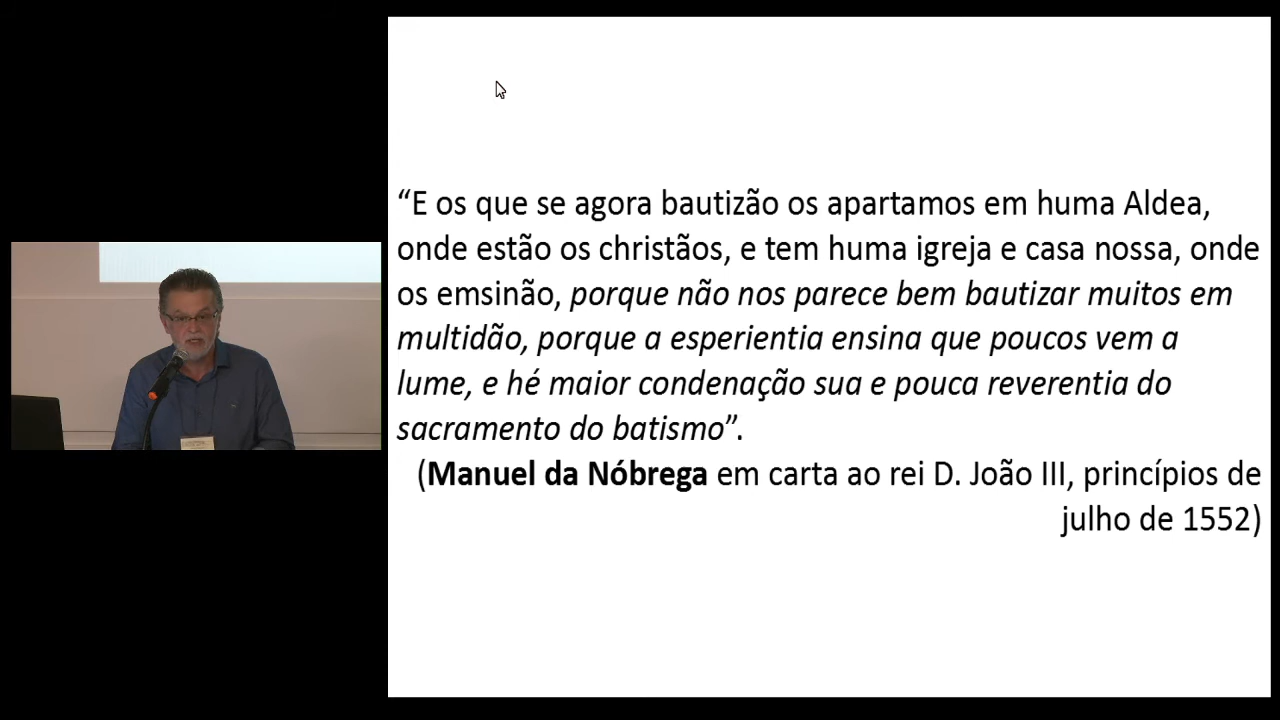 “E os que se agora bautizão os apartamos em huma Aldea,
onde estão os christãos, e tem huma igreja e casa nossa, onde
os emsinão, porque não nos parece bem bautizar muitos em
multidão, porque a esperientia ensina que poucos vem a
lume, e hé maior condenação sua e pouca reverentia do
sacramento do batismo”.
(Manuel da Nóbrega em carta ao rei D. João III, princípios de
julho de 1552)